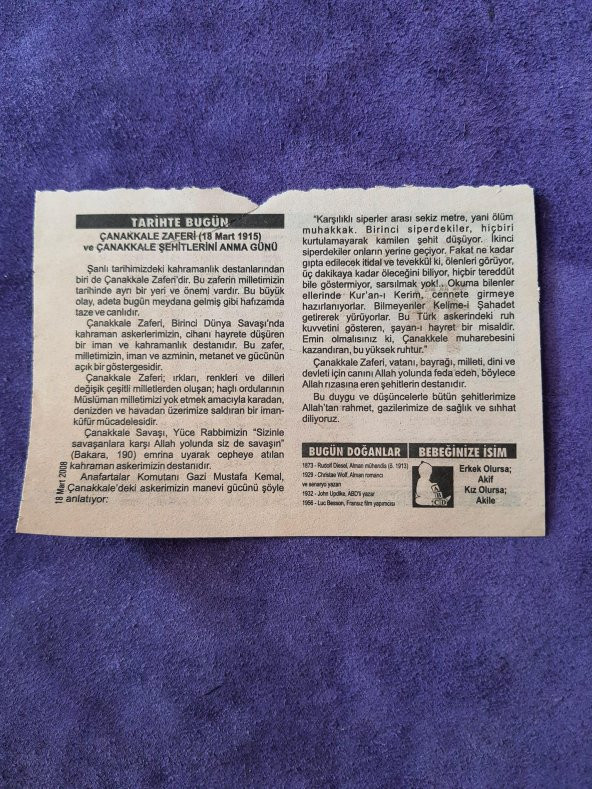 TARİHTE BUGÜN
ÇANAKKALE ZAFERİ (18 Mart 1915)
ve ÇANAKKALE ŞEHİTLERİNİ ANMA GÜNÜ
Şanlı tarihimizdeki kahramanlık destanlarından
biri de Çanakkale Zaferi'dir. Bu zaferin milletimizin
tarihinde ayrı bir yeri ve önemi vardır. Bu büyük
olay, adeta bugün meydana gelmiş gibi hafızamda
taze ve canlıdır.
Çanakkale Zaferi, Birinci Dünya Savaşı'nda
kahraman askerlerimizin, cihanı hayrete düşüren
bir iman ve kahramanlık destanıdır. Bu zafer,
milletimizin, iman ve azminin, metanet ve gücünün
açık bir göstergesidir.
Çanakkale Zaferi; ırkları, renkleri ve dilleri
değişik çeşitli milletlerden oluşan; haçlı ordularının
Müslüman milletimizi yok etmek amacıyla karadan,
denizden ve havadan üzerimize saldıran bir iman-
küfür mücadelesidir.
Çanakkale Savaşı, Yüce Rabbimizin "Sizinle
savaşanlara karşı Allah yolunda siz de savaşın"
(Bakara, 190) emrine uyarak cepheye atılan
kahraman askerimizin destanıdır.
Anafartalar Komutanı Gazi Mustafa Kemal,
Çanakkale'deki askerimizin manevi gücünü şöyle
anlatıyor:
18 Mart 2008
"Karşılıklı siperler arası sekiz metre, yani ölüm
muhakkak. Birinci siperdekiler, hiçbiri
kurtulamayarak kamilen şehit düşüyor. İkinci
siperdekiler onların yerine geçiyor. Fakat ne kadar
gıpta edilecek itidal ve tevekkül ki, ölenleri görüyor,
üç dakikaya kadar öleceğini biliyor, hiçbir tereddüt
bile göstermiyor, sarsılmak yok!.. Okuma bilenler
ellerinde Kur'an-ı Kerim, cennete girmeye
hazırlanıyorlar. Bilmeyenler Kelime-i Şahadet
getirerek yürüyorlar. Bu Türk askerindeki ruh
kuvvetini gösteren, şayan-ı hayret bir misaldir.
Emin olmalısınız ki, Çanakkele muharebesini
kazandıran, bu yüksek ruhtur."
Çanakkale Zaferi, vatanı, bayrağı, milleti, dini ve
devleti için canını Allah yolunda feda eden, böylece
Allah rızasına eren şehitlerin destanıdır.
Bu duygu ve düşüncelerle bütün şehitlerimize
Allah'tan rahmet, gazilerimize de sağlık ve sıhhat
diliyoruz.
BUGÜN DOĞANLAR
1873 - Rudolf Diesel, Alman mühendis (ö. 1913)
1929 - Christae Wolf, Alman romancı
ve senaryo yazarı
1932 - John Updike, ABD'li yazar
1956 - Luc Besson, Fransız film yapımcısı
BEBEĞİNİZE İSİM
Erkek Olursa;
Akif
Kız Olursa;
Akile